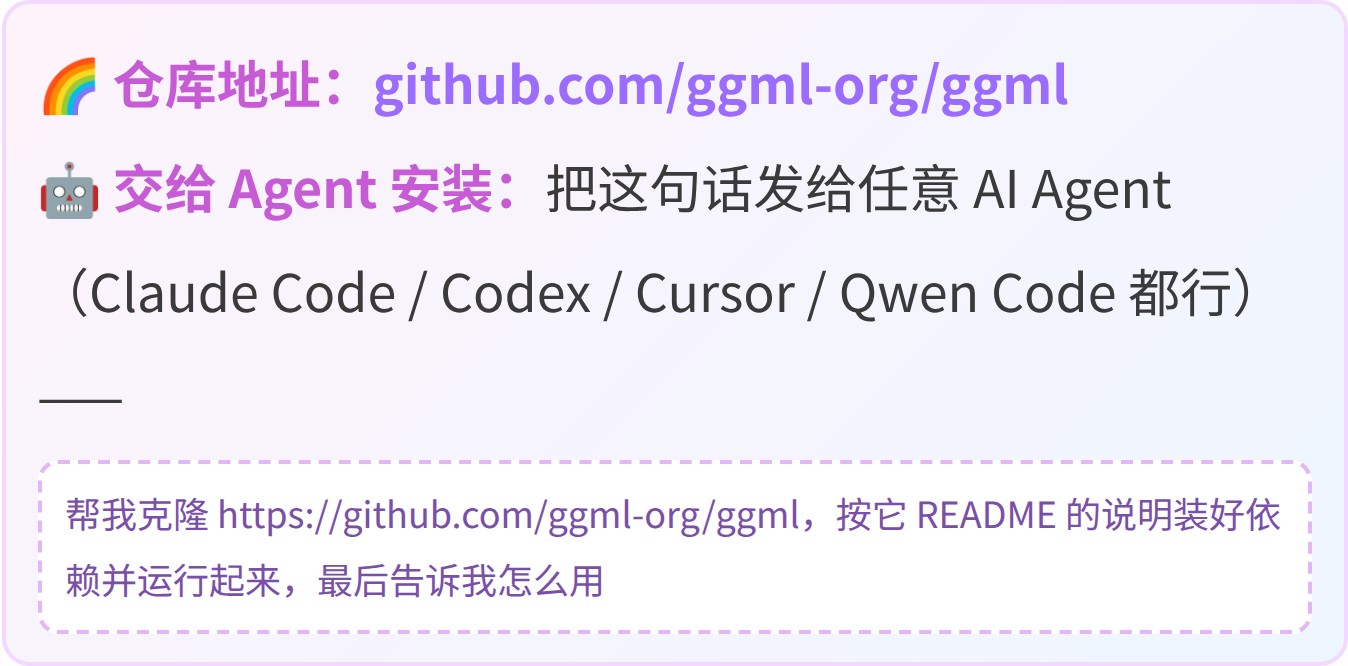 🌈 仓库地址：github.com/ggml-org/ggml
🤖 交给 Agent 安装：把这句话发给任意 AI Agent
（Claude Code / Codex / Cursor / Qwen Code 都行）
——
帮我克隆 https://github.com/ggml-org/ggml，按它 README 的说明装好依
赖并运行起来，最后告诉我怎么用